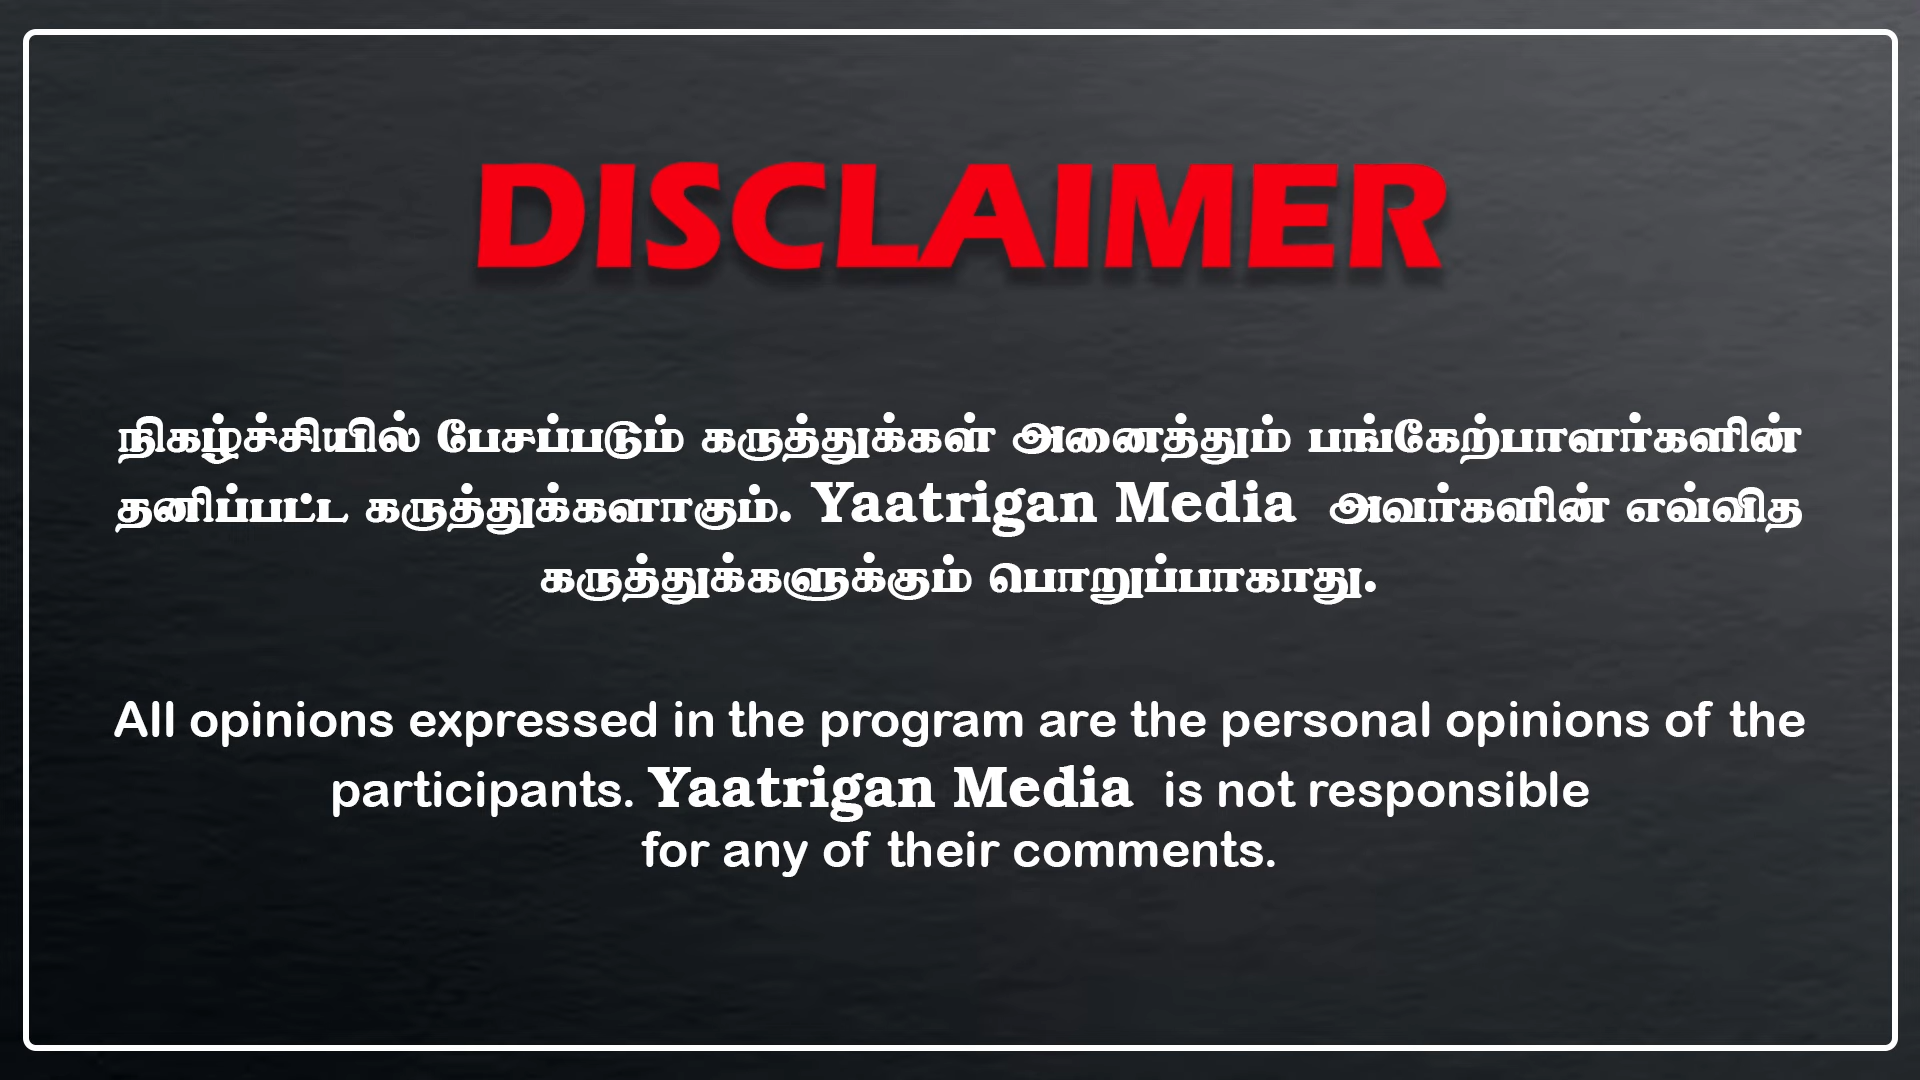 DISCLAIMER
நிகழ்ச்சியில் பேசப்படும் கருத்துக்கள் அனைத்தும் பங்கேற்பாளர்களின்
தனிப்பட்ட கருத்துக்களாகும். Yaatrigan Media அவர்களின் எவ்வித
கருத்துக்களுக்கும் பொறுப்பாகாது.
All opinions expressed in the program are the personal opinions of the
participants. Yaatrigan Media is not responsible
for any of their comments.